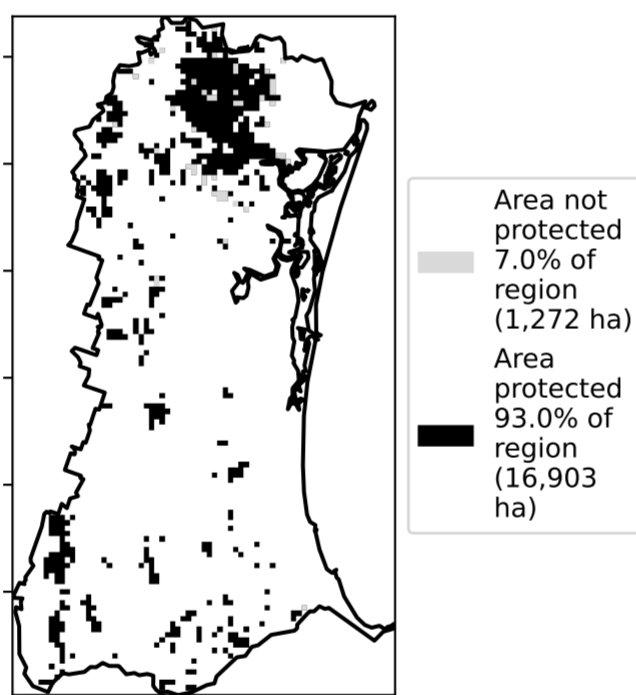 Area not
protected
7.0% of
region
(1,272 ha)
Area
protected
93.0% of
region
(16,903
ha)